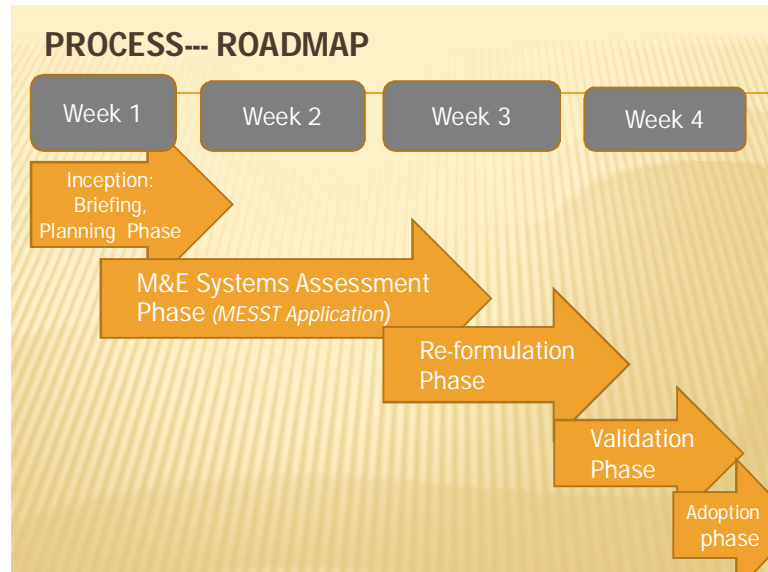 PROCESS--- ROADMAP
Week 1
Week 2
Week 3
Week 4
Inception:
Briefing,
Planning Phase
M&E Systems Assessment
Phase (MESST Application)
Re-formulation
Phase
Validation
Phase
Adoption
phase